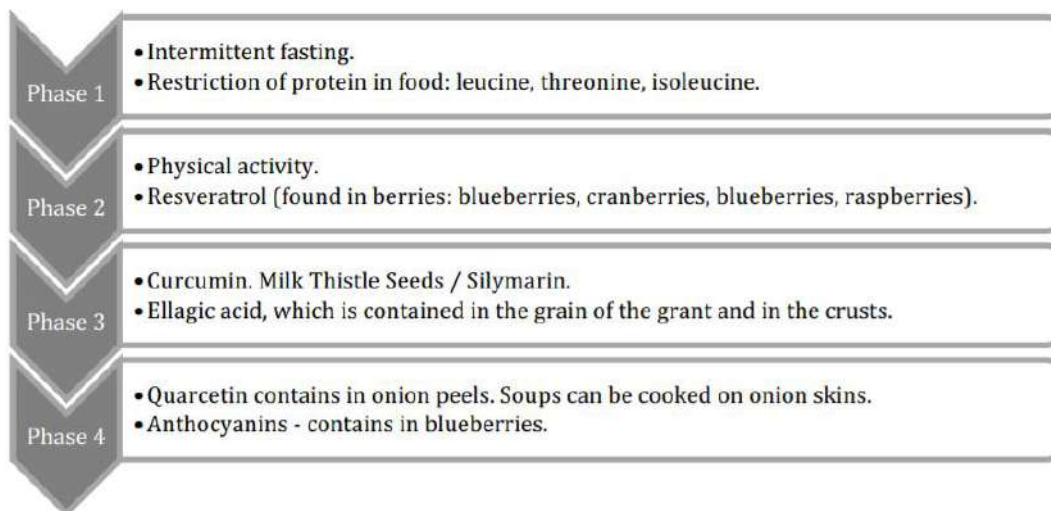 Phase 1
•Intermittent fasting.
•Restriction of protein in food: leucine, threonine, isoleucine.
Phase 2
•Physical activity.
•Resveratrol (found in berries: blueberries, cranberries, blueberries, raspberries).
Phase 3
•Curcumin. Milk Thistle Seeds / Silymarin.
•Ellagic acid, which is contained in the grain of the grant and in the crusts.
Phase 4
•Quarcetin contains in onion peels. Soups can be cooked on onion skins.
•Anthocyanins - contains in blueberries.